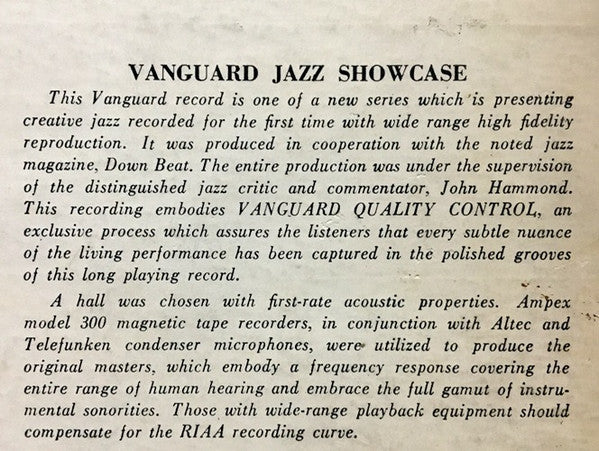 VANGUARD JAZZ SHOWCASE
This Vanguard record is one of a new series which is presenting
creative jazz recorded for the first time with wide range high fidelity
reproduction. It was produced in cooperation with the noted jazz
magazine, Down Beat. The entire production was under the supervision
of the distinguished jazz critic and commentator, John Hammond.
This recording embodies VANGUARD QUALITY CONTROL, an
exclusive process which assures the listeners that every subtle nuance
of the living performance has been captured in the polished grooves
of this long playing record.
A hall was chosen with first-rate acoustic properties. Ampex
model 300 magnetic tape recorders, in conjunction with Altec and
Telefunken condenser microphones, were utilized to produce the
original masters, which embody a frequency response covering the
entire range of human hearing and embrace the full gamut of instru-
mental sonorities. Those with wide-range playback equipment should
compensate for the RIAA recording curve.